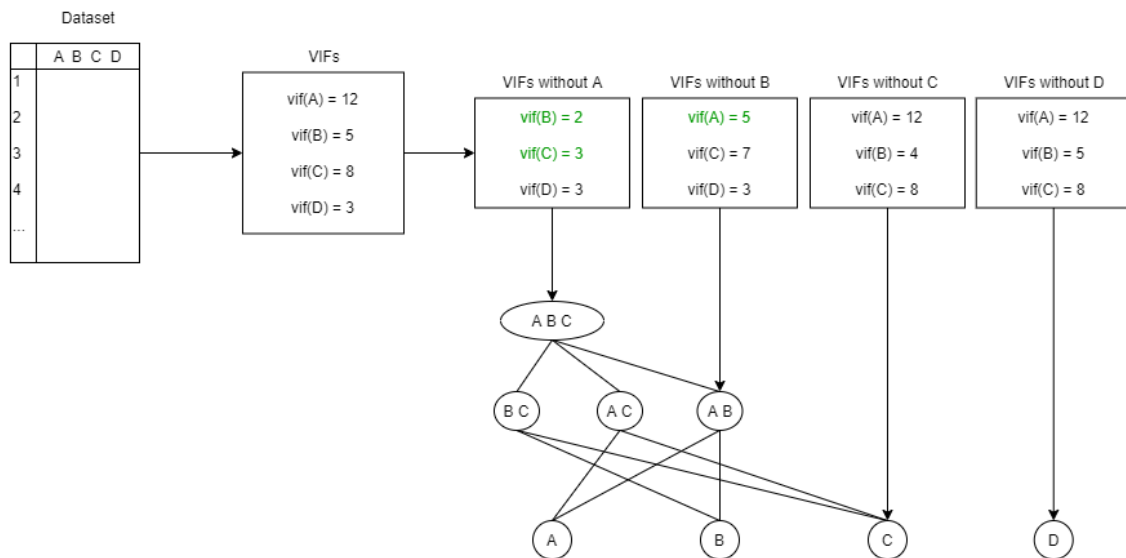 Dataset
A B C D
1
2
3
4
...
VIFs
vif(A) = 12
vif(B) = 5
vif(C) = 8
vif(D) = 3
VIFs without A
vif(B) = 2
vif(C) = 3
vif(D) = 3
VIFs without B
vif(A) = 5
vif(C) = 7
vif(D) = 3
VIFs without C
vif(A) = 12
vif(B) = 4
vif(C) = 8
VIFs without D
vif(A) = 12
vif(B) = 5
vif(C) = 8
A B C
B C
A C
A B
A
B
C
D